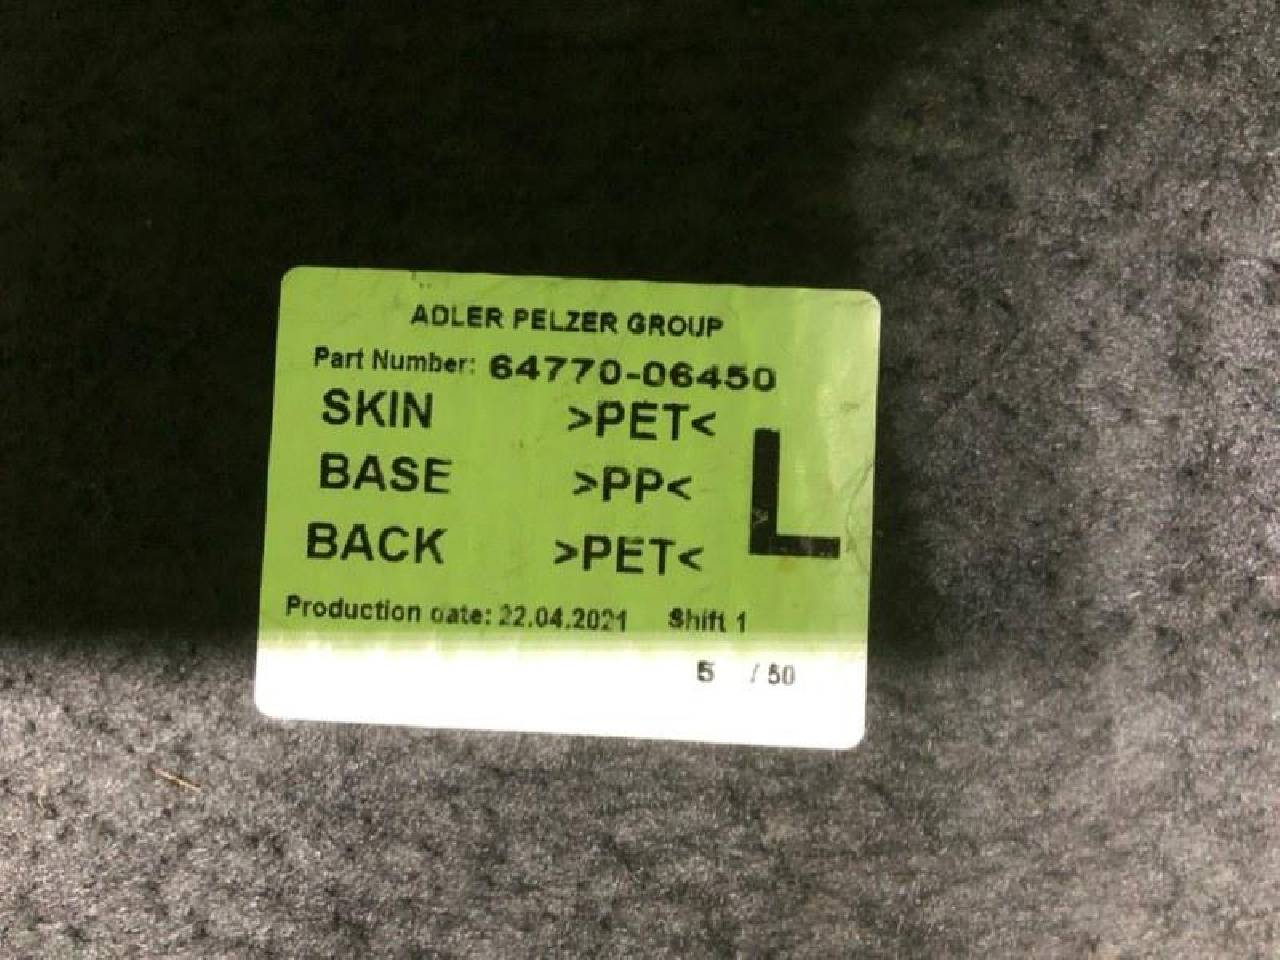 ADLER PELZER GROUP
Part Number: 64770-06450
SKIN >PET<
BASE >PP<
BACK >PET<
L
Production date: 22.04.2021 Shift 1
5 / 50